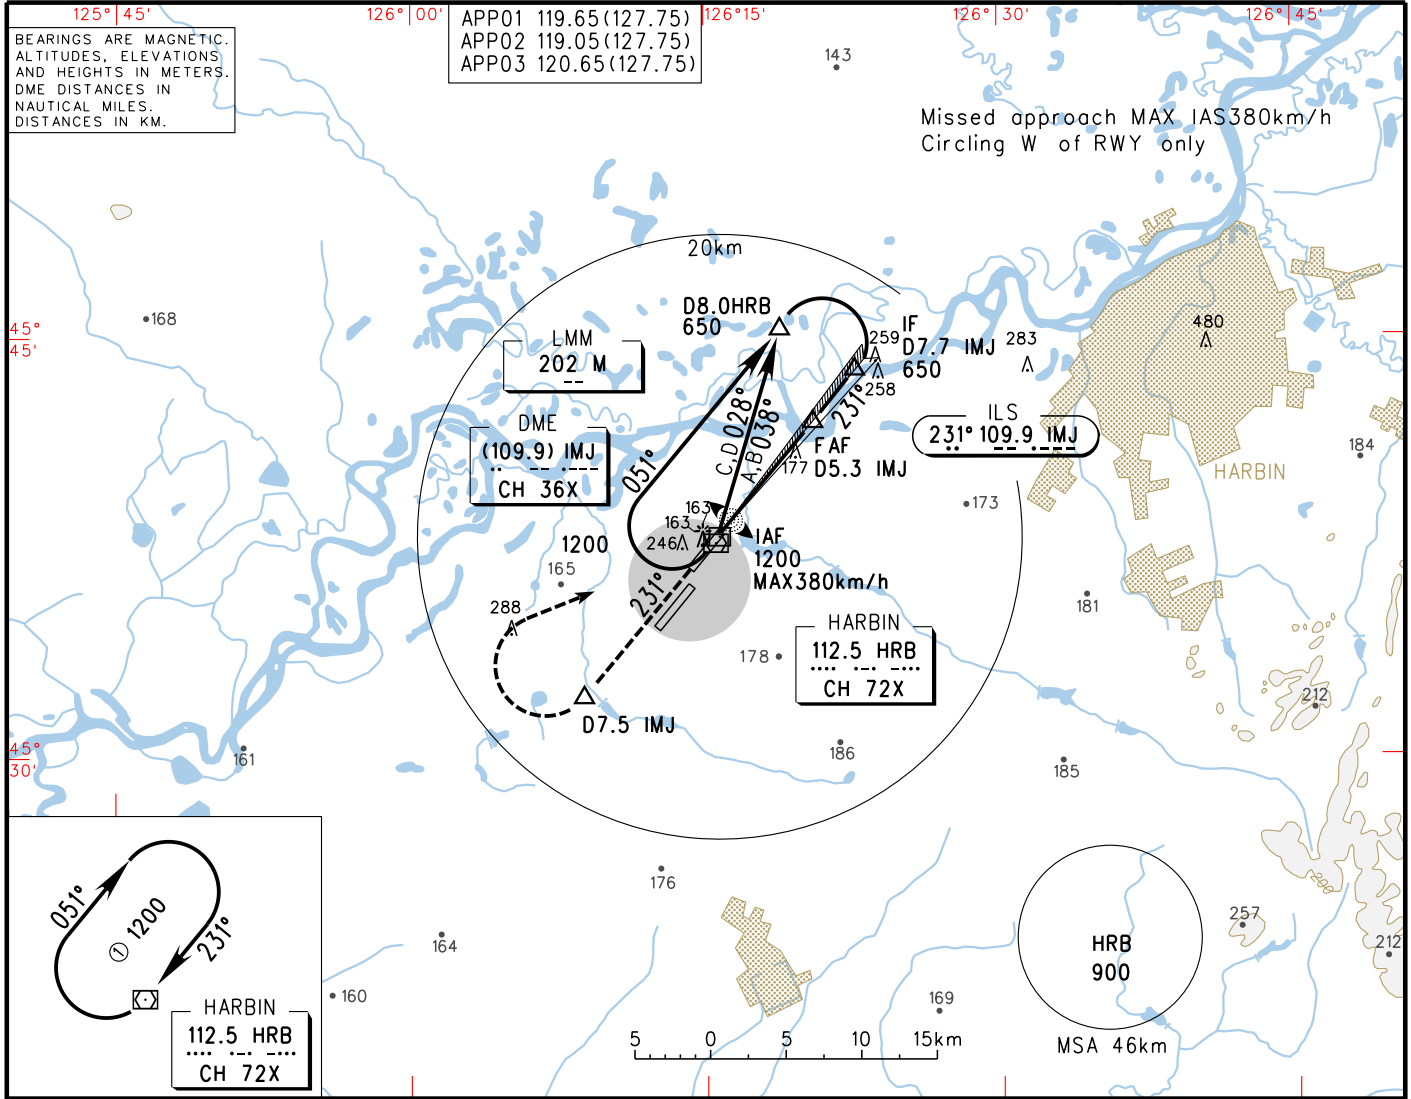 125° 45'
126° 00'
126°15'
126° 30'
126° 45'
BEARINGS ARE MAGNETIC.
ALTITUDES, ELEVATIONS
AND HEIGHTS IN METERS.
DME DISTANCES IN
NAUTICAL MILES.
DISTANCES IN KM.
APP01 119.65(127.75)
APP02 119.05(127.75)
APP03 120.65(127.75)
143
Missed approach MAX IAS380km/h
Circling W of RWY only
20km
168
45°
45'
D8.0HRB
650
LMM
202 M
259
IF
D7.7 IMJ
650
258
283
480
DME
(109.9) IMJ
CH 36X
ILS
231° 109.9 IMJ
051°
C,D 028°
A,B 038°
231°
FAF
D5.3 IMJ
177
HARBIN
184
173
163
163
246
1200
IAF
1200
MAX380km/h
165
288
231°
181
HARBIN
112.5 HRB
CH 72X
178
212
D7.5 IMJ
186
185
161
45°
30'
051°
① 1200
231°
HARBIN
112.5 HRB
CH 72X
176
164
160
169
200
257
212
HRB
900
MSA 46km
5 0 5 10 15km